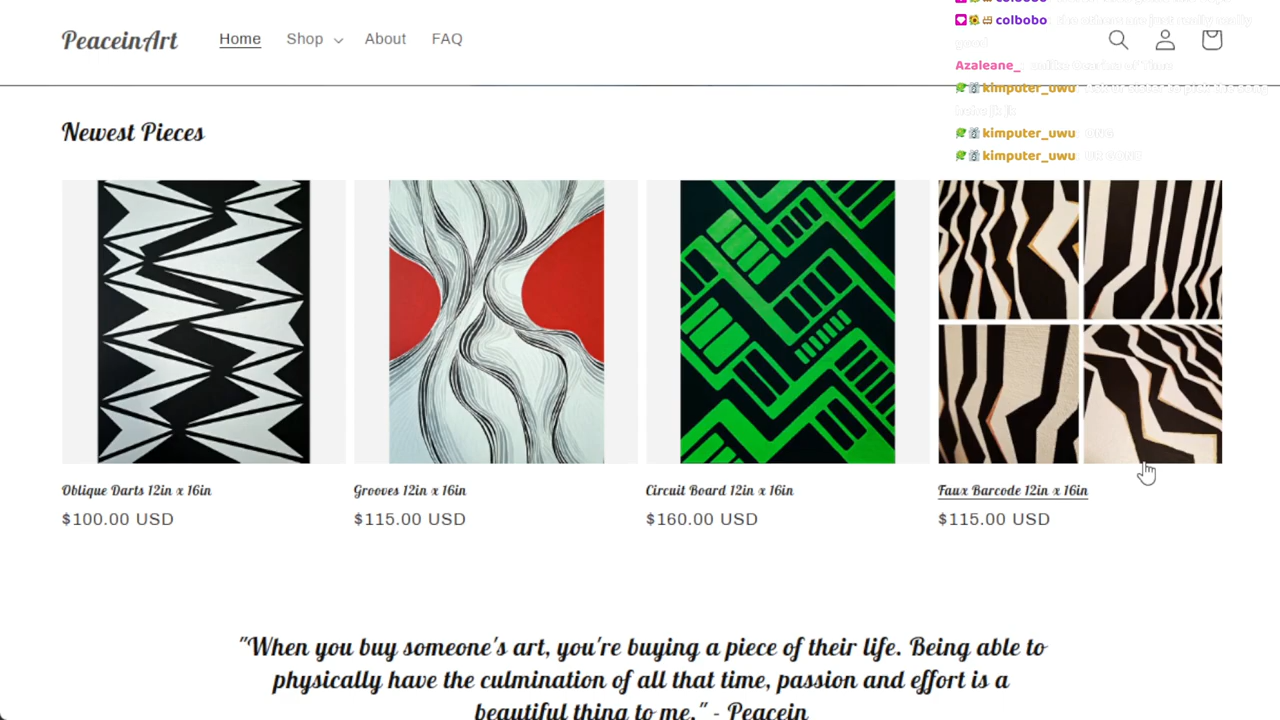 PeaceinArt Home Shop About FAQ
colbobo
colbobo
Azaleane_
kimputer_uwu
kimputer_uwu
kimputer_uwu UR GONE
Newest Pieces
Oblique Darts 12in x 16in
$100.00 USD
Grooves 12in x 16in
$115.00 USD
Circuit Board 12in x 16in
$160.00 USD
Faux Barcode 12in x 16in
$115.00 USD
"When you buy someone's art, you're buying a piece of their life. Being able to
physically have the culmination of all that time, passion and effort is a
beautiful thing to me." - Peacein